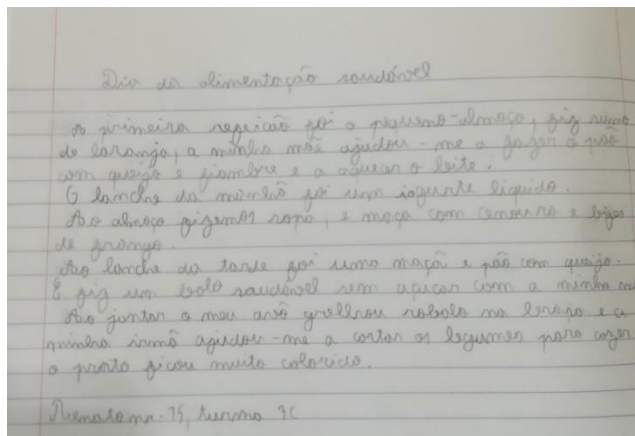 Dia da alimentação saudável
A primeira refeição foi o pequeno-almoço, fiz sumo
de laranja, a minha mãe ajudou-me a fazer o pão
com queijo e fiambre e a aquecer o leite.
O lanche da manhã foi um iogurte líquido.
Ao almoço fizemos sopa, e massa com cenoura e bifes
de frango.
Ao lanche da tarde foi uma maçã e pão com queijo.
E fiz um bolo saudável sem açucar com a minha
Ao jantar o meu avô grelhou robalo na brasa e a
minha irmã ajudou-me a cortar os legumes para cozer
o prato ficou muito colorido.
Renato nº 15, turma 3C